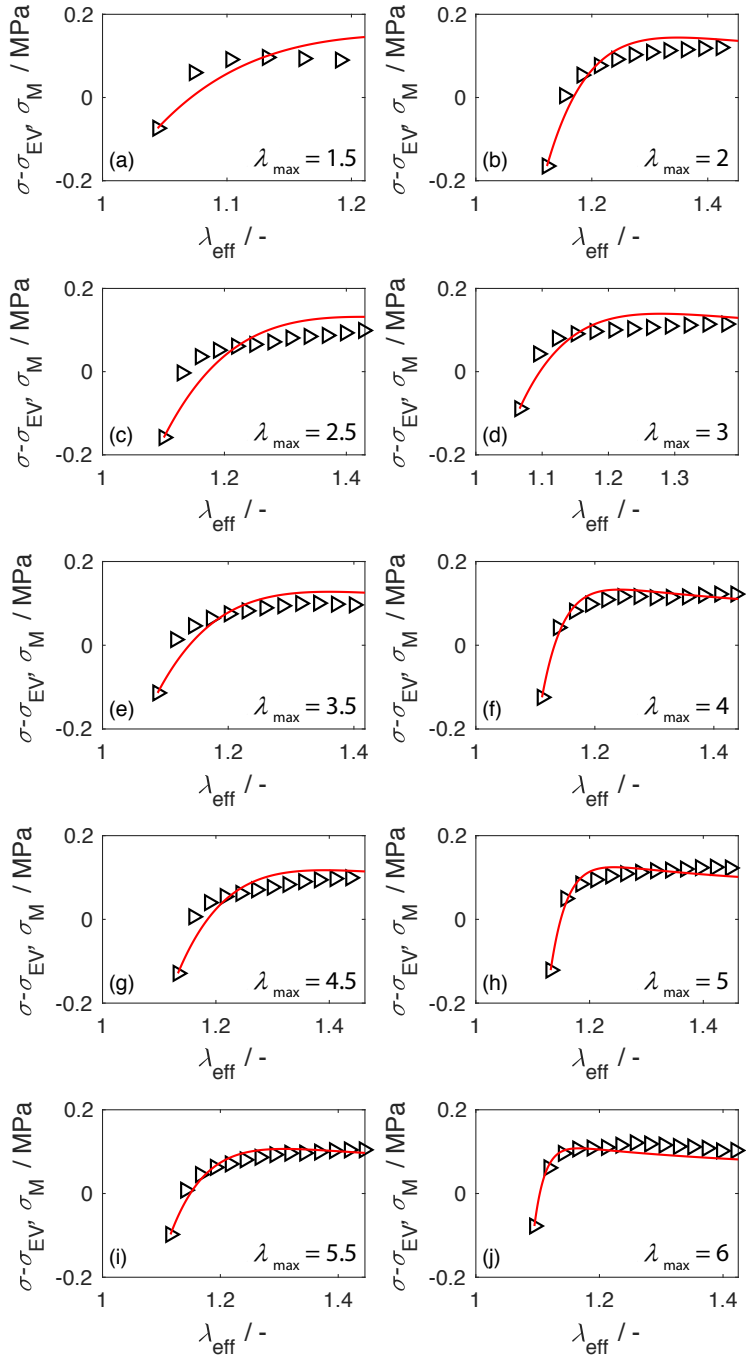 σ-σEV, σM / MPa
0.2
0
-0.2
(a)
λmax = 1.5
1
1.1
1.2
λeff / -
σ-σEV, σM / MPa
0.2
0
-0.2
(b)
λmax = 2
1
1.2
1.4
λeff / -
σ-σEV, σM / MPa
0.2
0
-0.2
(c)
λmax = 2.5
1
1.2
1.4
λeff / -
σ-σEV, σM / MPa
0.2
0
-0.2
(d)
λmax = 3
1
1.1
1.2
1.3
λeff / -
σ-σEV, σM / MPa
0.2
0
-0.2
(e)
λmax = 3.5
1
1.2
1.4
λeff / -
σ-σEV, σM / MPa
0.2
0
-0.2
(f)
λmax = 4
1
1.2
1.4
λeff / -
σ-σEV, σM / MPa
0.2
0
-0.2
(g)
λmax = 4.5
1
1.2
1.4
λeff / -
σ-σEV, σM / MPa
0.2
0
-0.2
(h)
λmax = 5
1
1.2
1.4
λeff / -
σ-σEV, σM / MPa
0.2
0
-0.2
(i)
λmax = 5.5
1
1.2
1.4
λeff / -
σ-σEV, σM / MPa
0.2
0
-0.2
(j)
λmax = 6
1
1.2
1.4
λeff / -